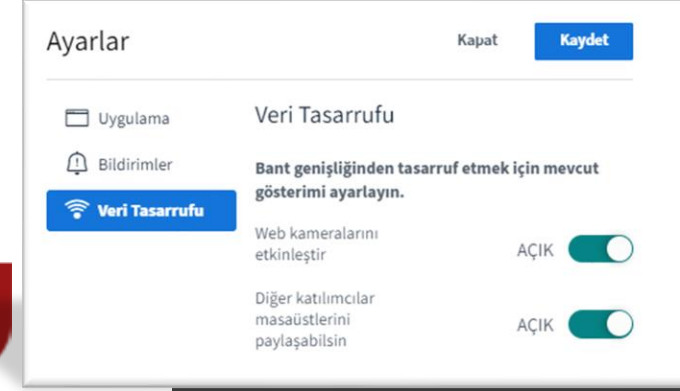 Ayarlar
Kapat
Kaydet
Uygulama
Bildirimler
Veri Tasarrufu
Veri Tasarrufu
Bant genişliğinden tasarruf etmek için mevcut
gösterimi ayarlayın.
Web kameralarını
etkinleştir
AÇIK
Diğer katılımcılar
masaüstlerini
paylaşabilsin
AÇIK